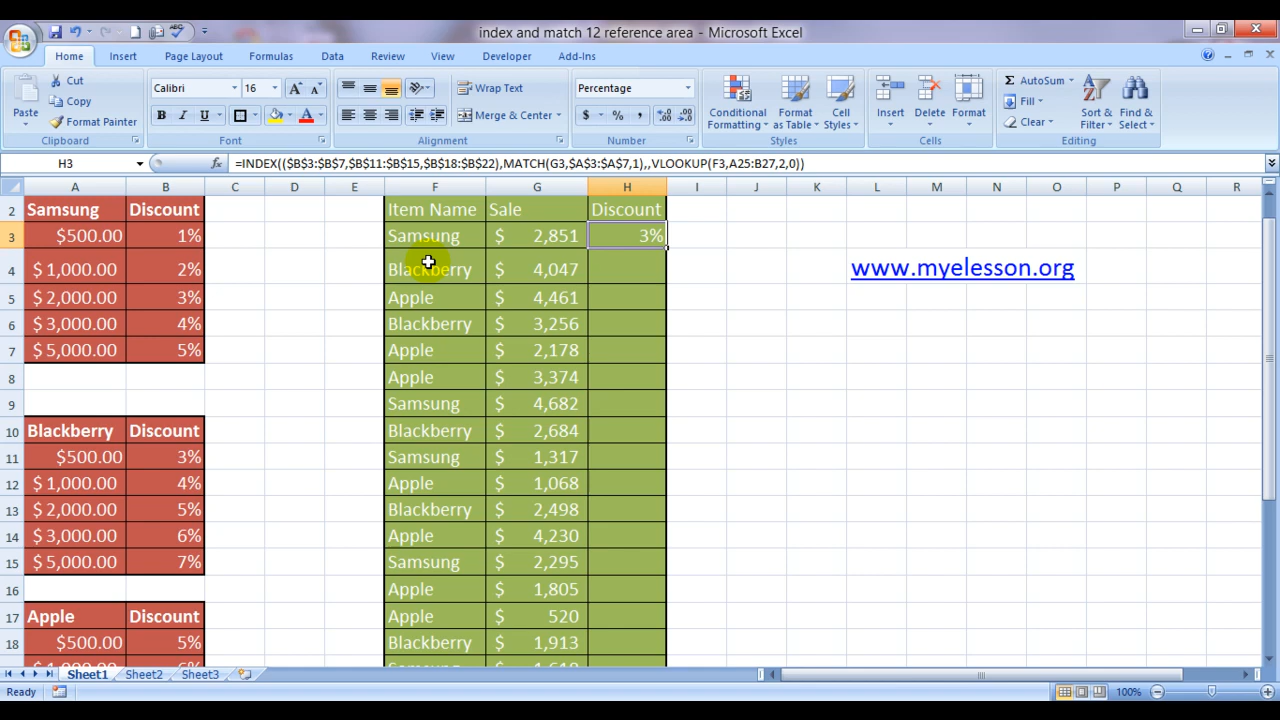 index and match 12 reference area - Microsoft Excel
Home Insert Page Layout Formulas Data Review View Developer Add-Ins
Cut Calibri 16 A A Wrap Text Percentage Insert Delete Format AutoSum
Copy Fill
Paste Format Painter B I U A Merge & Center $ % , Conditional Formatting Format as Table Cell Styles Clear Sort & Filter Find & Select
Clipboard Font Alignment Number Styles Cells Editing
H3 fx =INDEX(($B$3:$B$7,$B$11:$B$15,$B$18:$B$22),MATCH(G3,$A$3:$A$7,1),,VLOOKUP(F3,A25:B27,2,0))
A B C D E F G H I J K L M N O P Q R
2 Samsung Discount Item Name Sale Discount
3 $500.00 1% Samsung $ 2,851 3%
4 $ 1,000.00 2% Blackberry $ 4,047 www.myelesson.org
5 $ 2,000.00 3% Apple $ 4,461
6 $ 3,000.00 4% Blackberry $ 3,256
7 $ 5,000.00 5% Apple $ 2,178
8 Apple $ 3,374
9 Samsung $ 4,682
10 Blackberry Discount Blackberry $ 2,684
11 $500.00 3% Samsung $ 1,317
12 $ 1,000.00 4% Apple $ 1,068
13 $ 2,000.00 5% Blackberry $ 2,498
14 $ 3,000.00 6% Apple $ 4,230
15 $ 5,000.00 7% Samsung $ 2,295
16 Apple $ 1,805
17 Apple Discount Apple $ 520
18 $500.00 5% Blackberry $ 1,913
Sheet1 Sheet2 Sheet3
Ready 100%